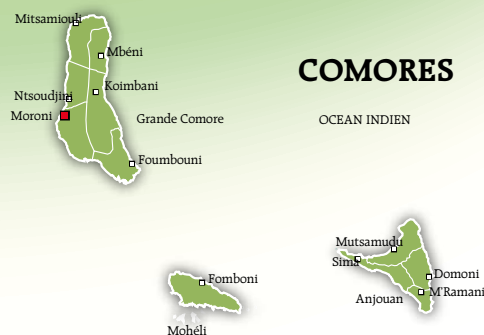 Mitsamiouli
Mbéni
COMORES
Koimbani
Ntsoudjini
Moroni
Grande Comore
OCEAN INDIEN
Foumbouni
Mutsamudu
Sima
Fomboni
Domoni
M'Ramani
Anjouan
Mohéli